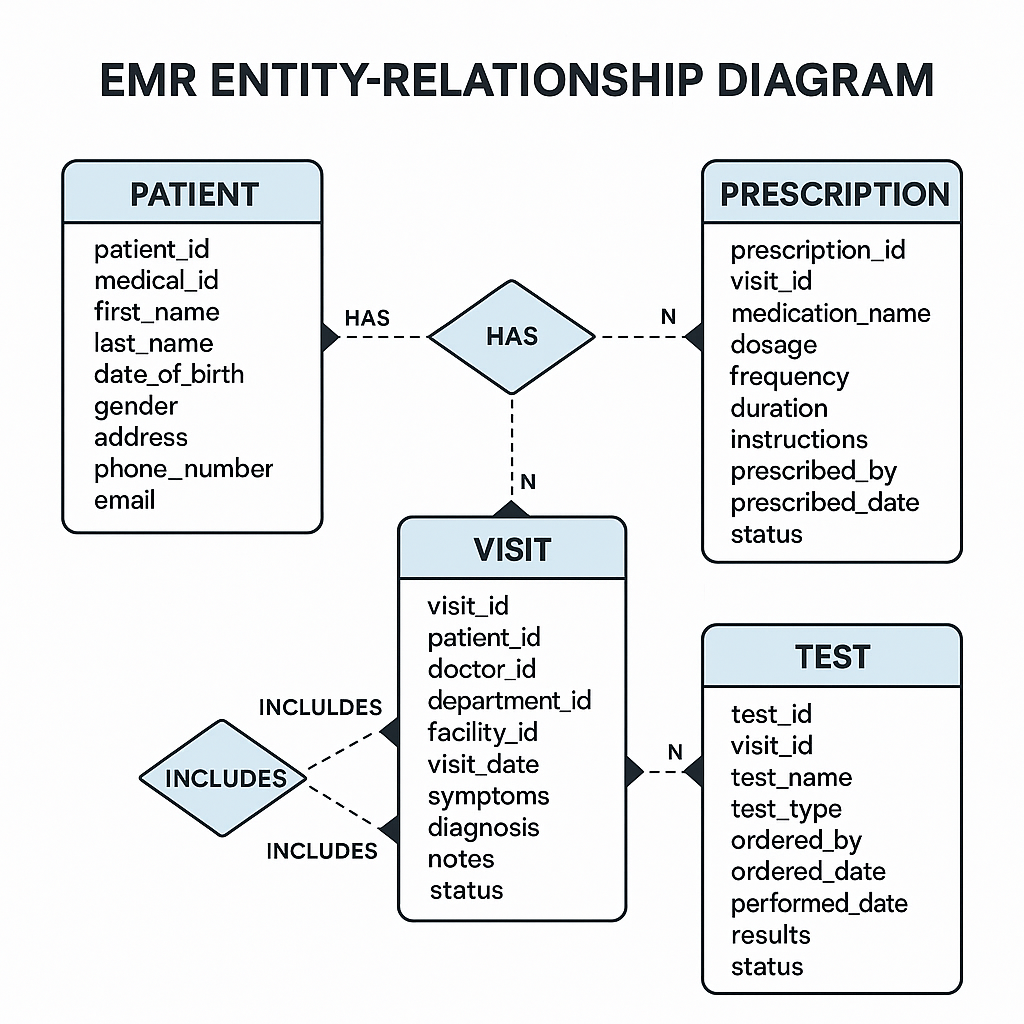 EMR ENTITY-RELATIONSHIP DIAGRAM
PATIENT
patient_id
medical_id
first_name
last_name
date_of_birth
gender
address
phone_number
email
HAS
HAS
N
N
PRESCRIPTION
prescription_id
visit_id
medication_name
dosage
frequency
duration
instructions
prescribed_by
prescribed_date
status
VISIT
visit_id
patient_id
doctor_id
department_id
facility_id
visit_date
symptoms
diagnosis
notes
status
INCLULDES
INCLUDES
INCLUDES
N
TEST
test_id
visit_id
test_name
test_type
ordered_by
ordered_date
performed_date
results
status